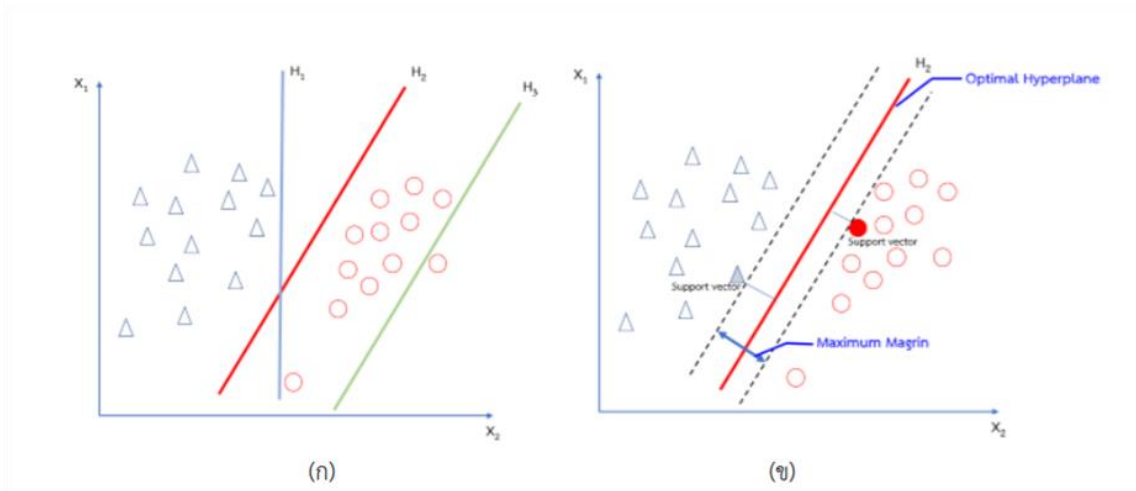 X₁
H₁
H₂
H₃
X₂
(ก)
X₁
H₂
Optimal Hyperplane
Support vector
Support vector
Maximum Magrin
X₂
(ข)